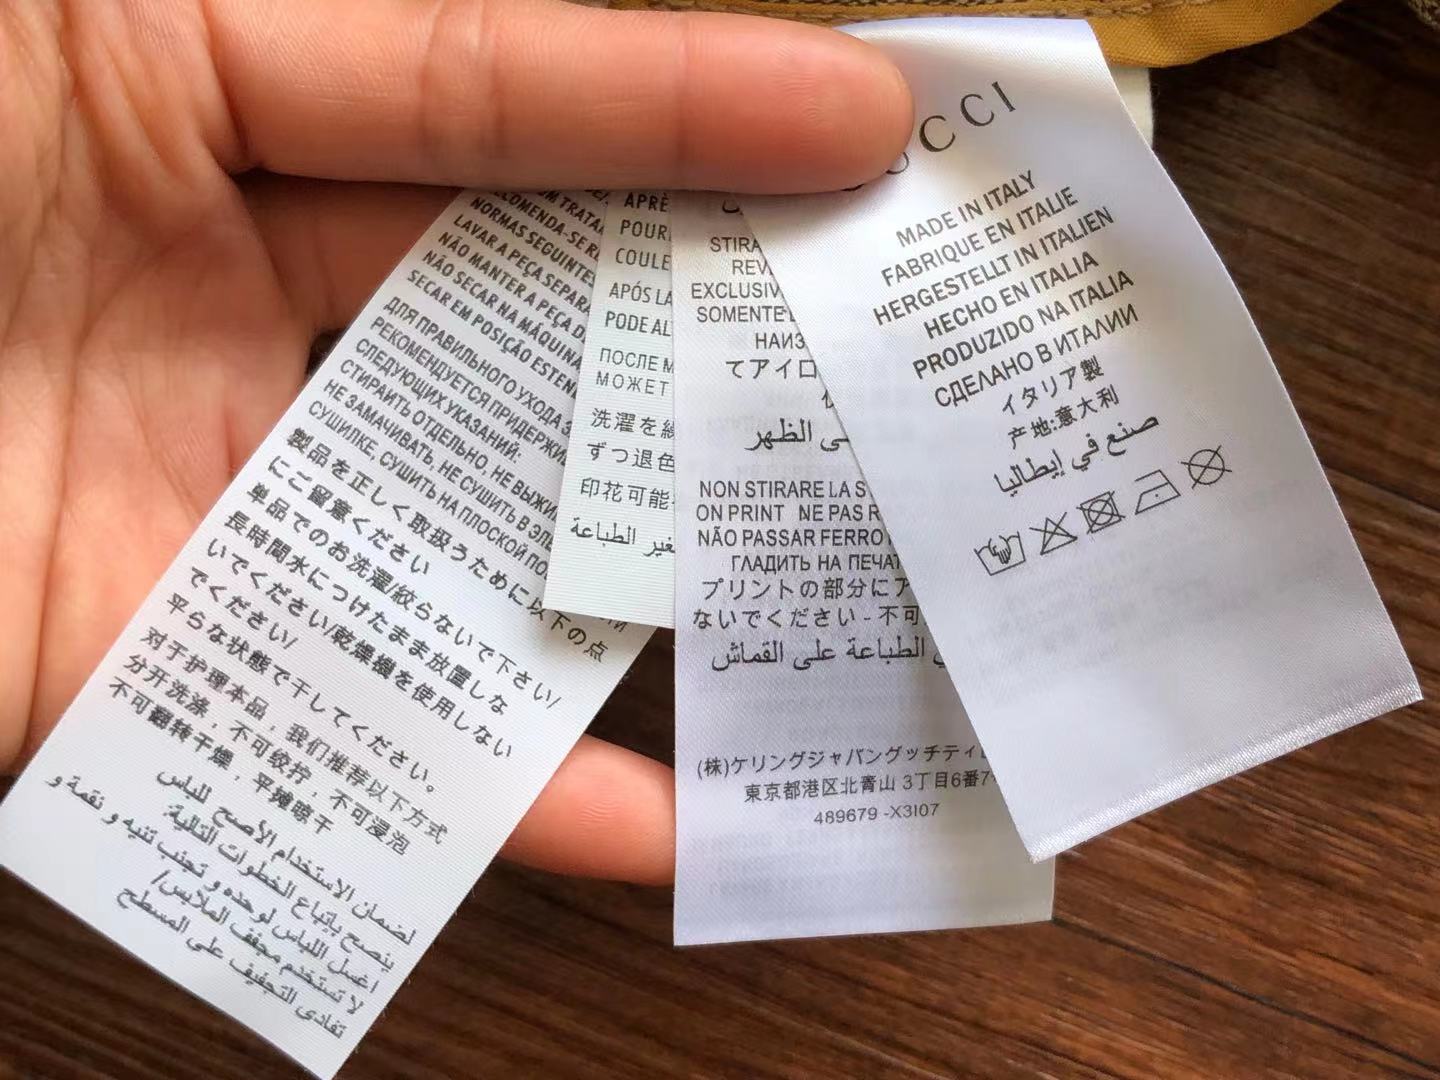 APRÈ
POUR
COULE
APÓS LA
PODE AL
ПОСЛЕ М
МОЖЕТ
洗濯を繰
ずつ退色
印花可能
الطباعة
NORMAS SEGUINTE
LAVAR A PEÇA SEPAR
NÃO MANTER A PEÇA D
NÃO SECAR NA MÁQUINA
SECAR EM POSIÇÃO ESTEN
ДЛЯ ПРАВИЛЬНОГО УХОДА З
РЕКОМЕНДУЕТСЯ ПРИДЕРЖИ
СЛЕДУЮЩИХ УКАЗАНИЙ:
СТИРАИТЬ ОТДЕЛЬНО, НЕ ВЫЖИ
НЕ ЗАМАЧИВАТЬ, НЕ СУШИТЬ В ЭЛЕ
СУШИЛКЕ, СУШИТЬ НА ПЛОСКОЙ ПО
製品を正しく取扱うために以下の点
にご留意ください
単品でのお洗濯/絞らないで下さい/
長時間水につけたまま放置しな
いでください/乾燥機を使用しない
でください/
平らな状態で干してください。
对于护理本品，我们推荐以下方式
分开洗涤，不可绞拧，不可浸泡
不可翻转干燥，平摊晾干
لضمان الاستخدام الأصح للباس
ينصح بإتباع الخطورات التالية:
اغسل اللباس لوحده و تجنب تنيه و نقمة و
لا تستخدم مجفف الملابس/
تفادى التجفيف على المسطح
STIRA
REV
EXCLUSIV
SOMENTE
НАИЗ
てアイロ
ى الظهر
NON STIRARE LA S
ON PRINT NE PAS R
NÃO PASSAR FERRO
ГЛАДИТЬ НА ПЕЧАТ
プリントの部分にア
ないでください - 不可
الطباعة على القماش
(株)ケリングジャパングッチティ
東京都港区北青山 3丁目6番7
489679 -X3I07
CCI
MADE IN ITALY
FABRIQUE EN ITALIE
HERGESTELLT IN ITALIEN
HECHO EN ITALIA
PRODUZIDO NA ITALIA
СДЕЛАНО В ИТАЛИИ
イタリア製
产地:意大利
صنع في إيطاليا